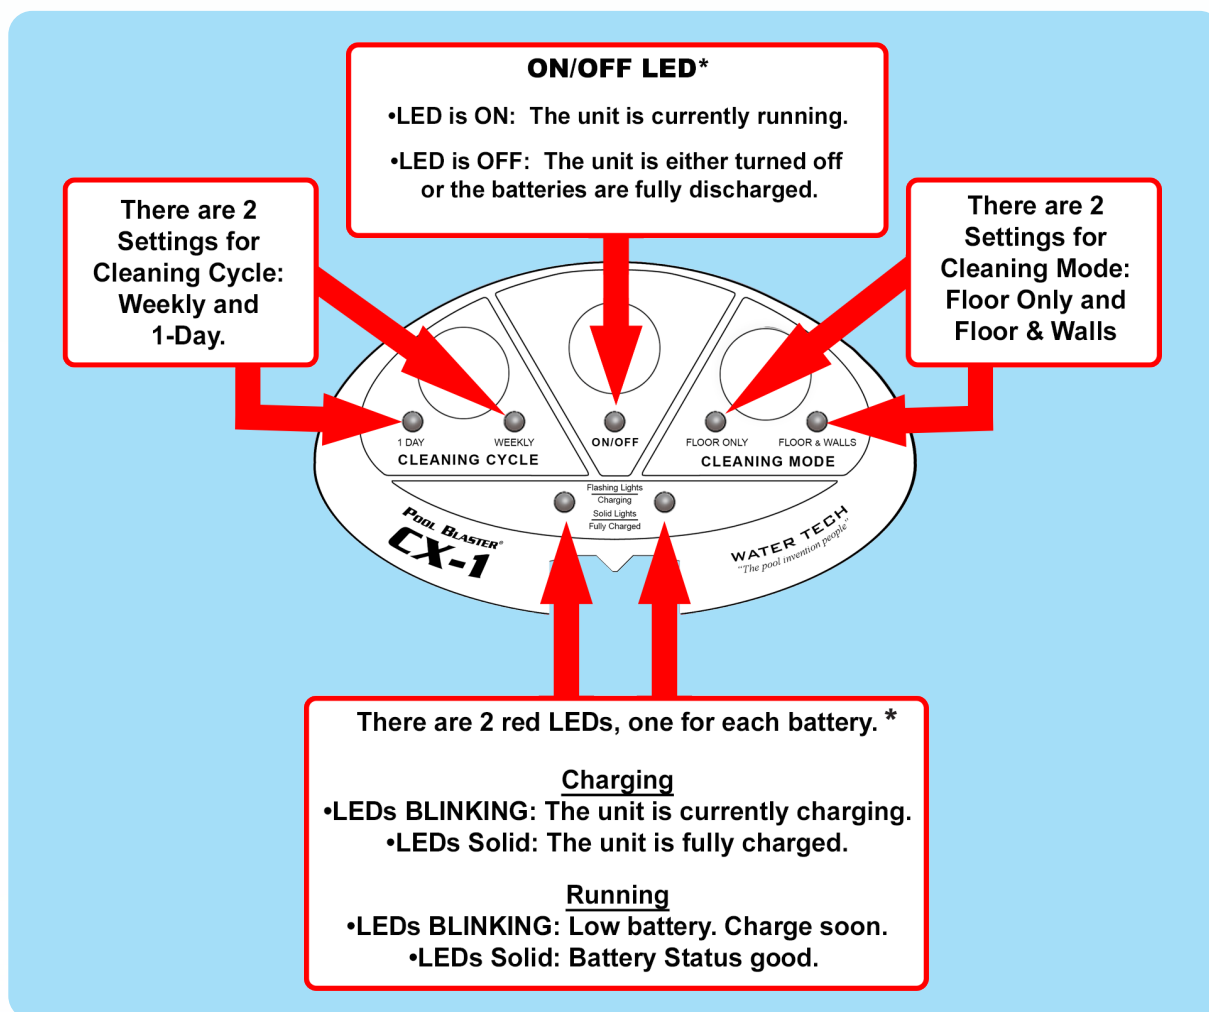 ON/OFF LED*
•LED is ON:  The unit is currently running.
•LED is OFF:  The unit is either turned off
or the batteries are fully discharged.
There are 2
Settings for
Cleaning Cycle:
Weekly and
1-Day.
There are 2
Settings for
Cleaning Mode:
Floor Only and
Floor & Walls
1 DAY
WEEKLY
CLEANING CYCLE
ON/OFF
FLOOR ONLY
FLOOR & WALLS
CLEANING MODE
Flashing Lights
Charging
Solid Lights
Fully Charged
POOL BLASTER®
CX-1
WATER TECH
"The pool invention people"
There are 2 red LEDs, one for each battery. *
Charging
•LEDs BLINKING: The unit is currently charging.
•LEDs Solid: The unit is fully charged.
Running
•LEDs BLINKING: Low battery. Charge soon.
•LEDs Solid: Battery Status good.